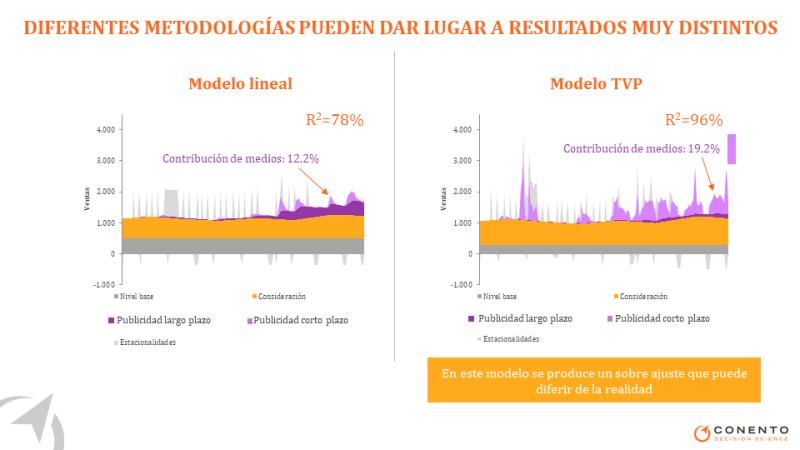 DIFERENTES METODOLOGÍAS PUEDEN DAR LUGAR A RESULTADOS MUY DISTINTOS
Modelo lineal
R²=78%
Contribución de medios: 12.2%
Ventas
4.000
3.000
2.000
1.000
0
-1.000
Nivel base
Consideración
Publicidad largo plazo
Publicidad corto plazo
Estacionalidades
Modelo TVP
R²=96%
Contribución de medios: 19.2%
Ventas
4.000
3.000
2.000
1.000
0
-1.000
Nivel base
Consideración
Publicidad largo plazo
Publicidad corto plazo
Estacionalidades
En este modelo se produce un sobre ajuste que puede
diferir de la realidad
CONENTO
DECISION SCIENCE